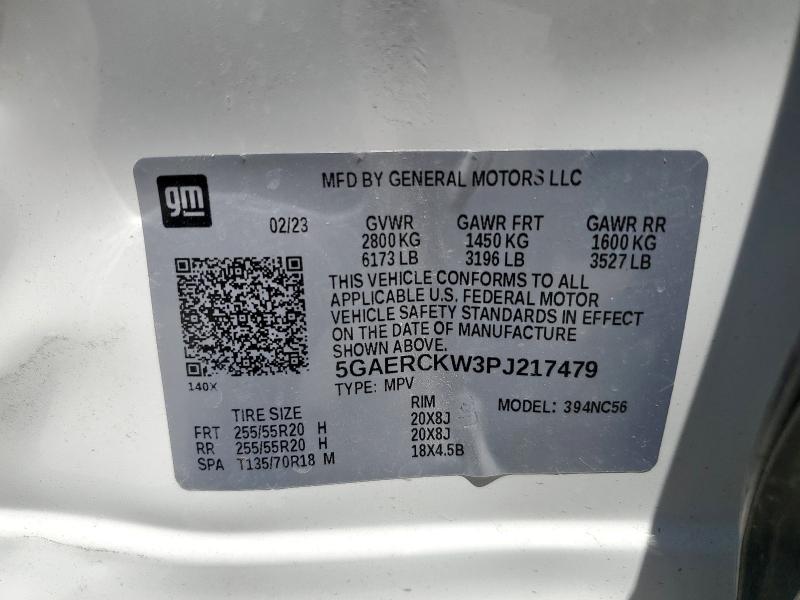 gm
MFD BY GENERAL MOTORS LLC
02/23 GVWR GAWR FRT GAWR RR
2800 KG 1450 KG 1600 KG
6173 LB 3196 LB 3527 LB
THIS VEHICLE CONFORMS TO ALL
APPLICABLE U.S. FEDERAL MOTOR
VEHICLE SAFETY STANDARDS IN EFFECT
ON THE DATE OF MANUFACTURE
SHOWN ABOVE.
5GAERCKW3PJ217479
140X
TYPE: MPV
TIRE SIZE RIM MODEL: 394NC56
FRT 255/55R20 H 20X8J
RR 255/55R20 H 20X8J
SPA T135/70R18 M 18X4.5B